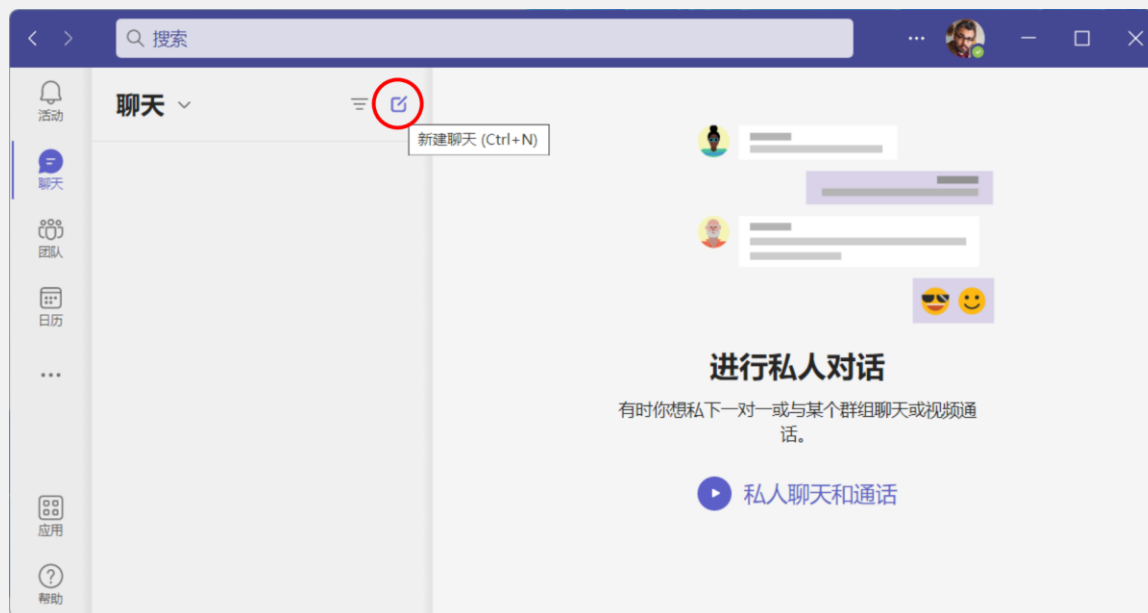 搜索
活动
聊天
团队
日历
应用
帮助
聊天
新建聊天 (Ctrl+N)
进行私人对话
有时你想私下一对一或与某个群组聊天或视频通
话。
私人聊天和通话